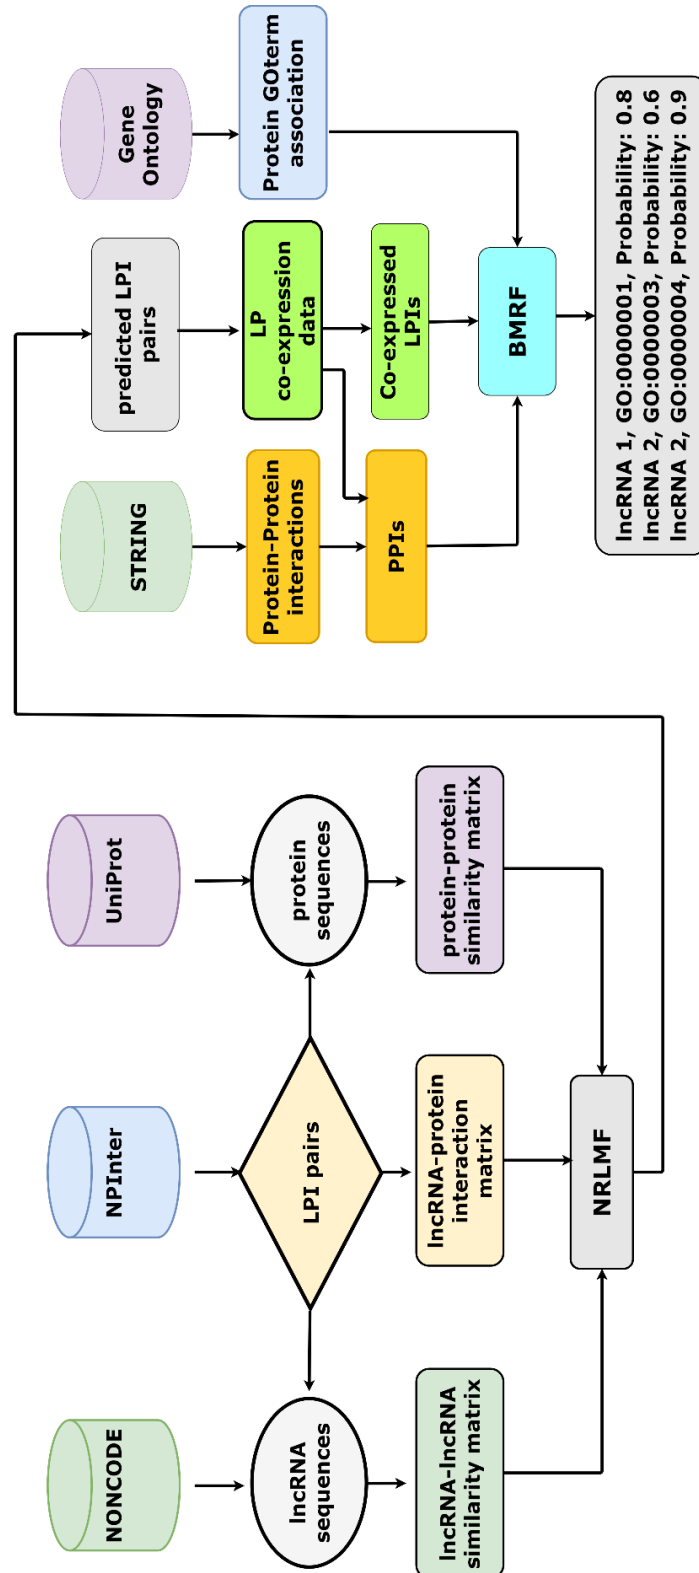 NONCODE
NPInter
UniProt
lncRNA
sequences
LPI pairs
protein
sequences
lncRNA-lncRNA
similarity matrix
lncRNA-protein
interaction
matrix
protein-protein
similarity matrix
NRLMF
STRING
predicted LPI
pairs
Gene
Ontology
Protein-Protein
interactions
LP
co-expression
data
Protein GOterm
association
PPIs
Co-expressed
LPIs
BMRF
lncRNA 1, GO:0000001, Probability: 0.8
lncRNA 2, GO:0000003, Probability: 0.6
lncRNA 2, GO:0000004, Probability: 0.9